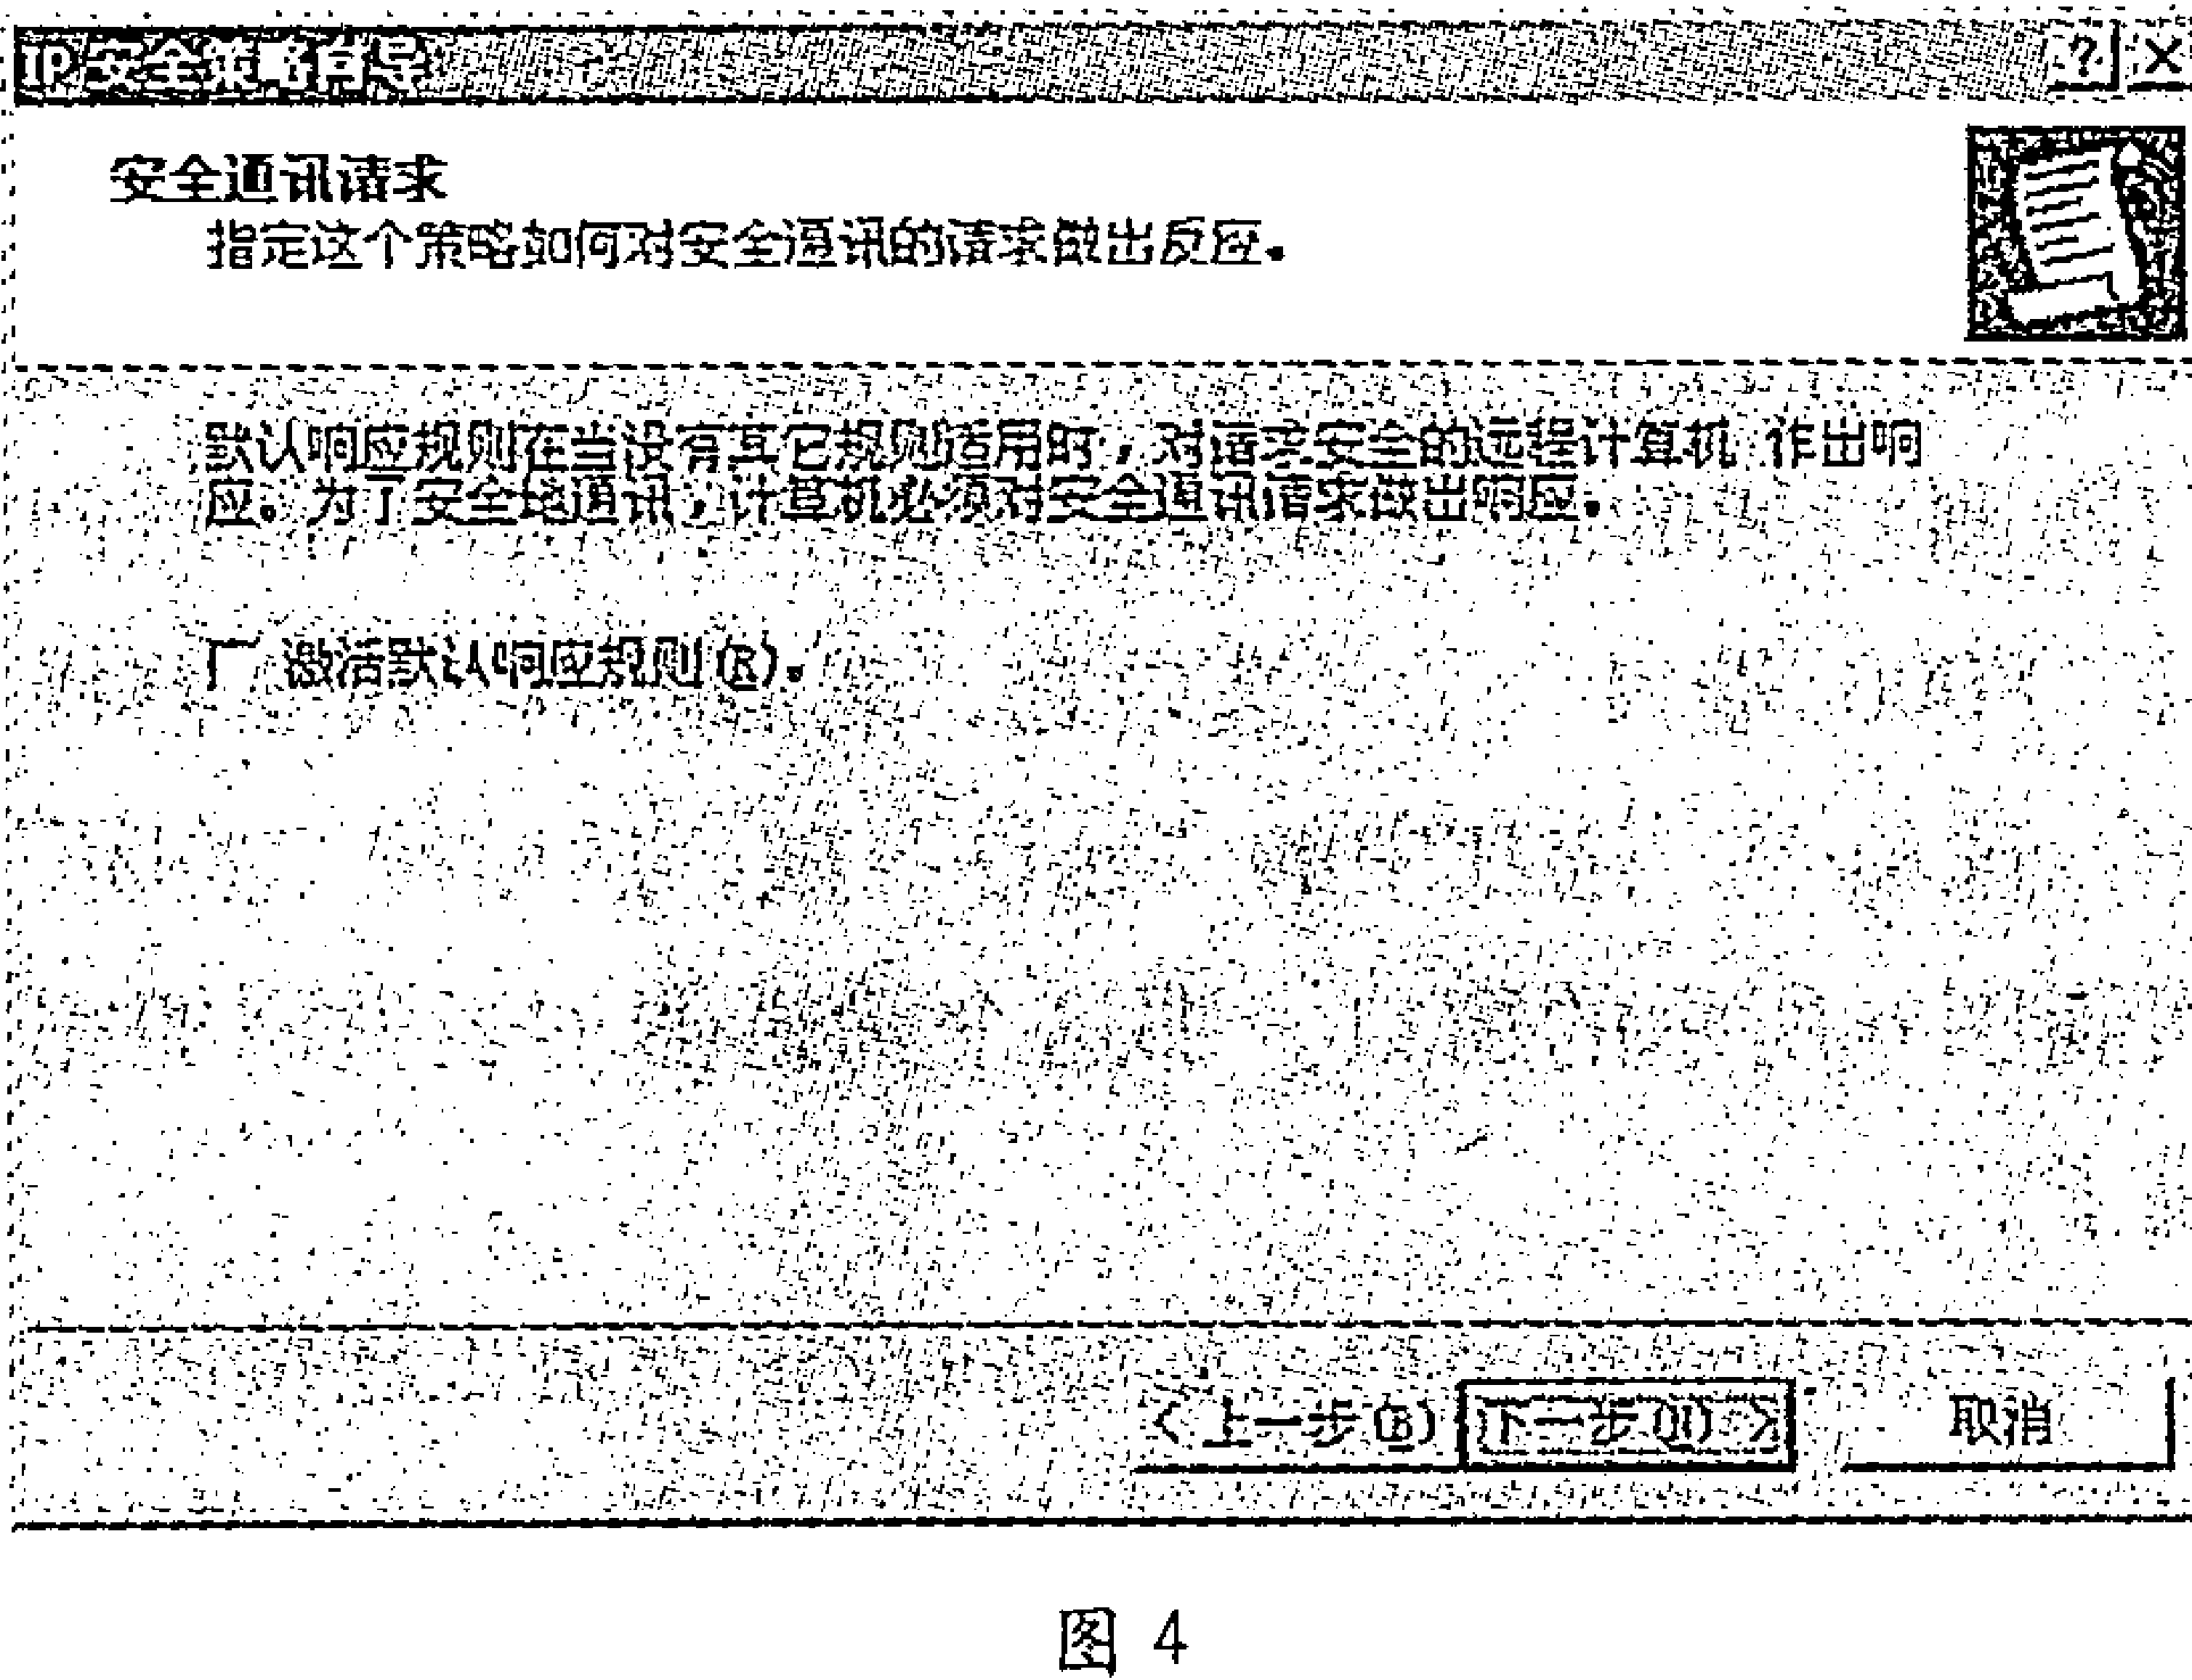 IP 安全策略向导
安全通讯请求
指定这个策略如何对安全通讯的请求做出反应。
默认响应规则在当没有其它规则适用时，对请求安全的远程计算机 作出响
应。为了安全地通讯，计算机必须对安全通讯请求做出响应。
激活默认响应规则(R)。
< 上一步(B) 下一步(N) > 取消
图 4